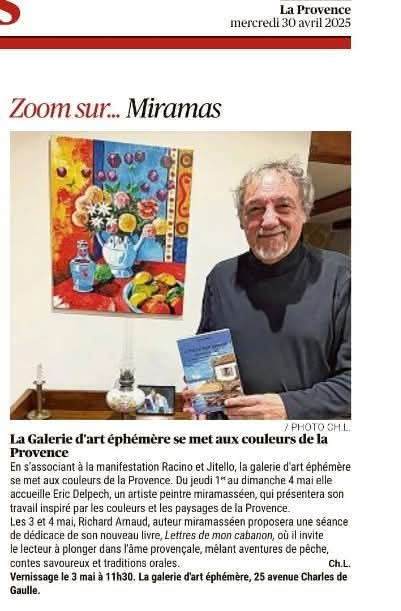 s
La Provence
mercredi 30 avril 2025
Zoom sur... Miramas
/ PHOTO CH.L.
La Galerie d'art éphémère se met aux couleurs de la
Provence
En s'associant à la manifestation Racino et Jitello, la galerie d'art éphémère
se met aux couleurs de la Provence. Du jeudi 1er au dimanche 4 mai elle
accueille Eric Delpech, un artiste peintre miramasséen, qui présentera son
travail inspiré par les couleurs et les paysages de la Provence.
Les 3 et 4 mai, Richard Arnaud, auteur miramasséen proposera une séance
de dédicace de son nouveau livre, Lettres de mon cabanon, où il invite
le lecteur à plonger dans l'âme provençale, mêlant aventures de pêche,
contes savoureux et traditions orales. Ch.L.
Vernissage le 3 mai à 11h30. La galerie d'art éphémère, 25 avenue Charles de
Gaulle.